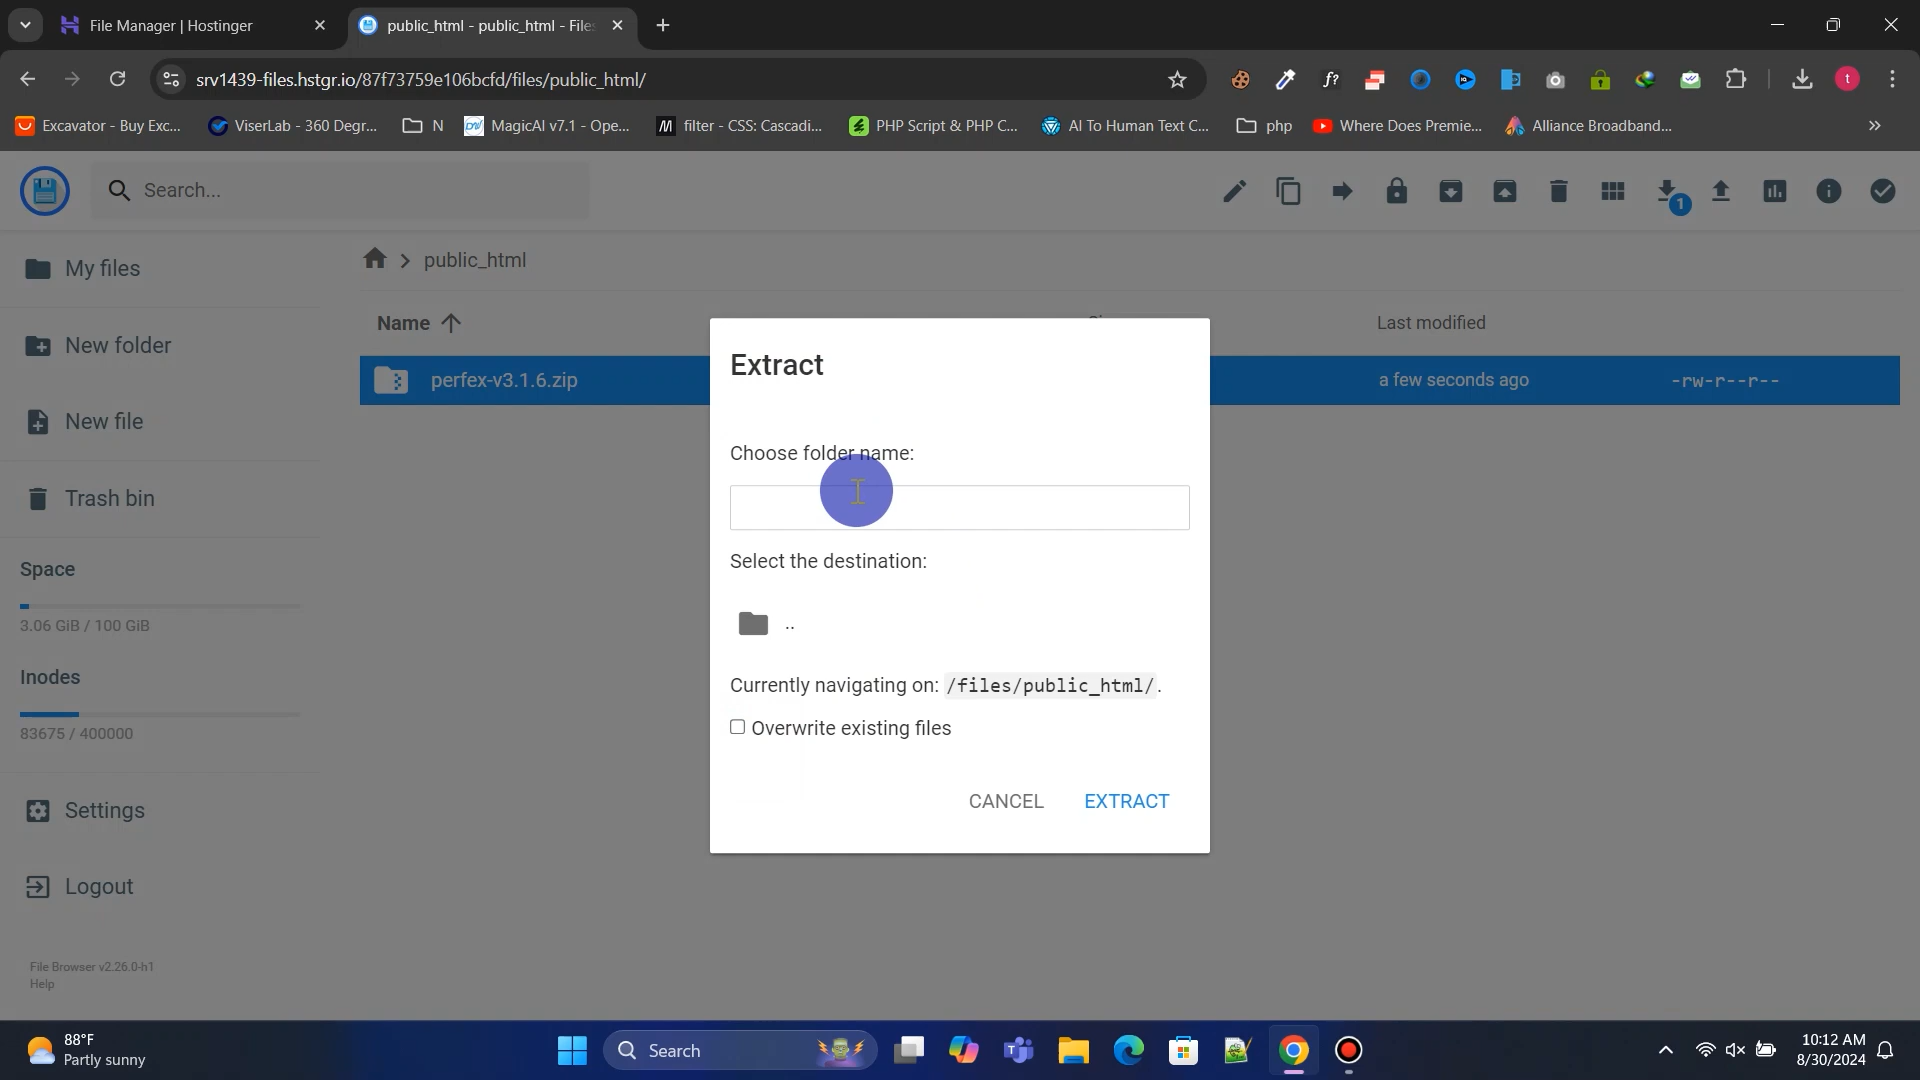 File Manager | Hostinger
public_html - public_html - Files
srv1439-files.hstgr.io/87f73759e106bcfd/files/public_html/
t
Excavator - Buy Exc...
ViserLab - 360 Degr...
N
MagicAI v7.1 - Ope...
filter - CSS: Cascadi...
PHP Script & PHP C...
AI To Human Text C...
php
Where Does Premie...
Alliance Broadband...
Search...
1
My files
New folder
New file
Trash bin
Space
3.06 GiB / 100 GiB
Inodes
83675 / 400000
Settings
Logout
File Browser v2.26.0-h1
Help
public_html
Name
Last modified
perfex-v3.1.6.zip
a few seconds ago
-rw-r--r--
Extract
Choose folder name:
Select the destination:
..
Currently navigating on: /files/public_html/.
Overwrite existing files
CANCEL
EXTRACT
88°F
Partly sunny
Search
10:12 AM
8/30/2024